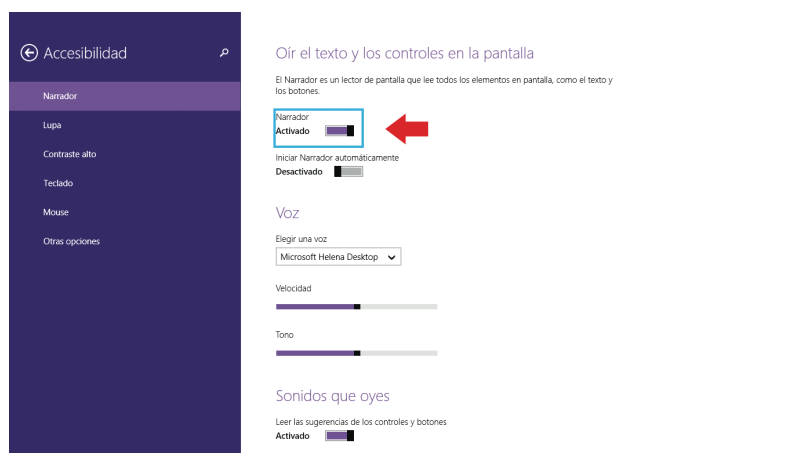 Accesibilidad
Narrador
Lupa
Contraste alto
Teclado
Mouse
Otras opciones
Oír el texto y los controles en la pantalla
El Narrador es un lector de pantalla que lee todos los elementos en pantalla, como el texto y
los botones.
Narrador
Activado
Iniciar Narrador automáticamente
Desactivado
Voz
Elegir una voz
Microsoft Helena Desktop
Velocidad
Tono
Sonidos que oyes
Leer las sugerencias de los controles y botones
Activado